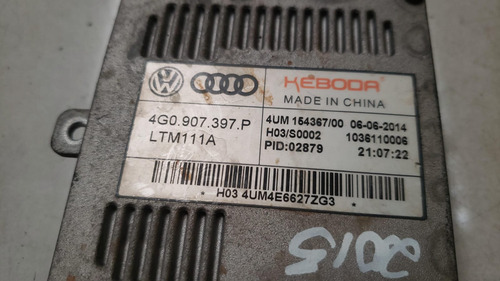 KEBODA
MADE IN CHINA
4G0.907.397.P
LTM111A
4UM 154367/00 06-06-2014
H03/S0002 1036110006
PID:02879 21:07:22
H03 4UM4E6627ZG3
2013